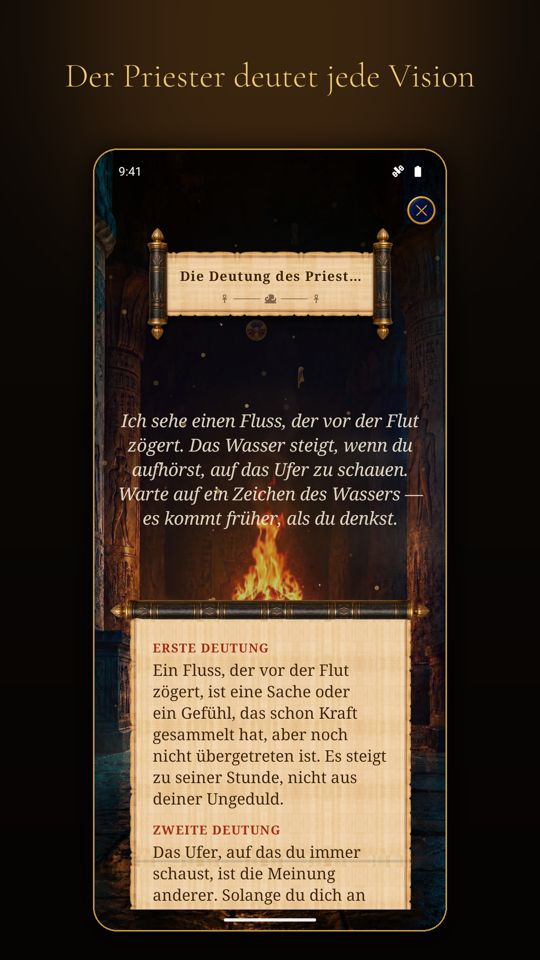 Der Priester deutet jede Vision
9:41
Die Deutung des Priest...
Ich sehe einen Fluss, der vor der Flut
zögert. Das Wasser steigt, wenn du
aufhörst, auf das Ufer zu schauen.
Warte auf ein Zeichen des Wassers —
es kommt früher, als du denkst.
ERSTE DEUTUNG
Ein Fluss, der vor der Flut
zögert, ist eine Sache oder
ein Gefühl, das schon Kraft
gesammelt hat, aber noch
nicht übergetreten ist. Es steigt
zu seiner Stunde, nicht aus
deiner Ungeduld.
ZWEITE DEUTUNG
Das Ufer, auf das du immer
schaust, ist die Meinung
anderer. Solange du dich an